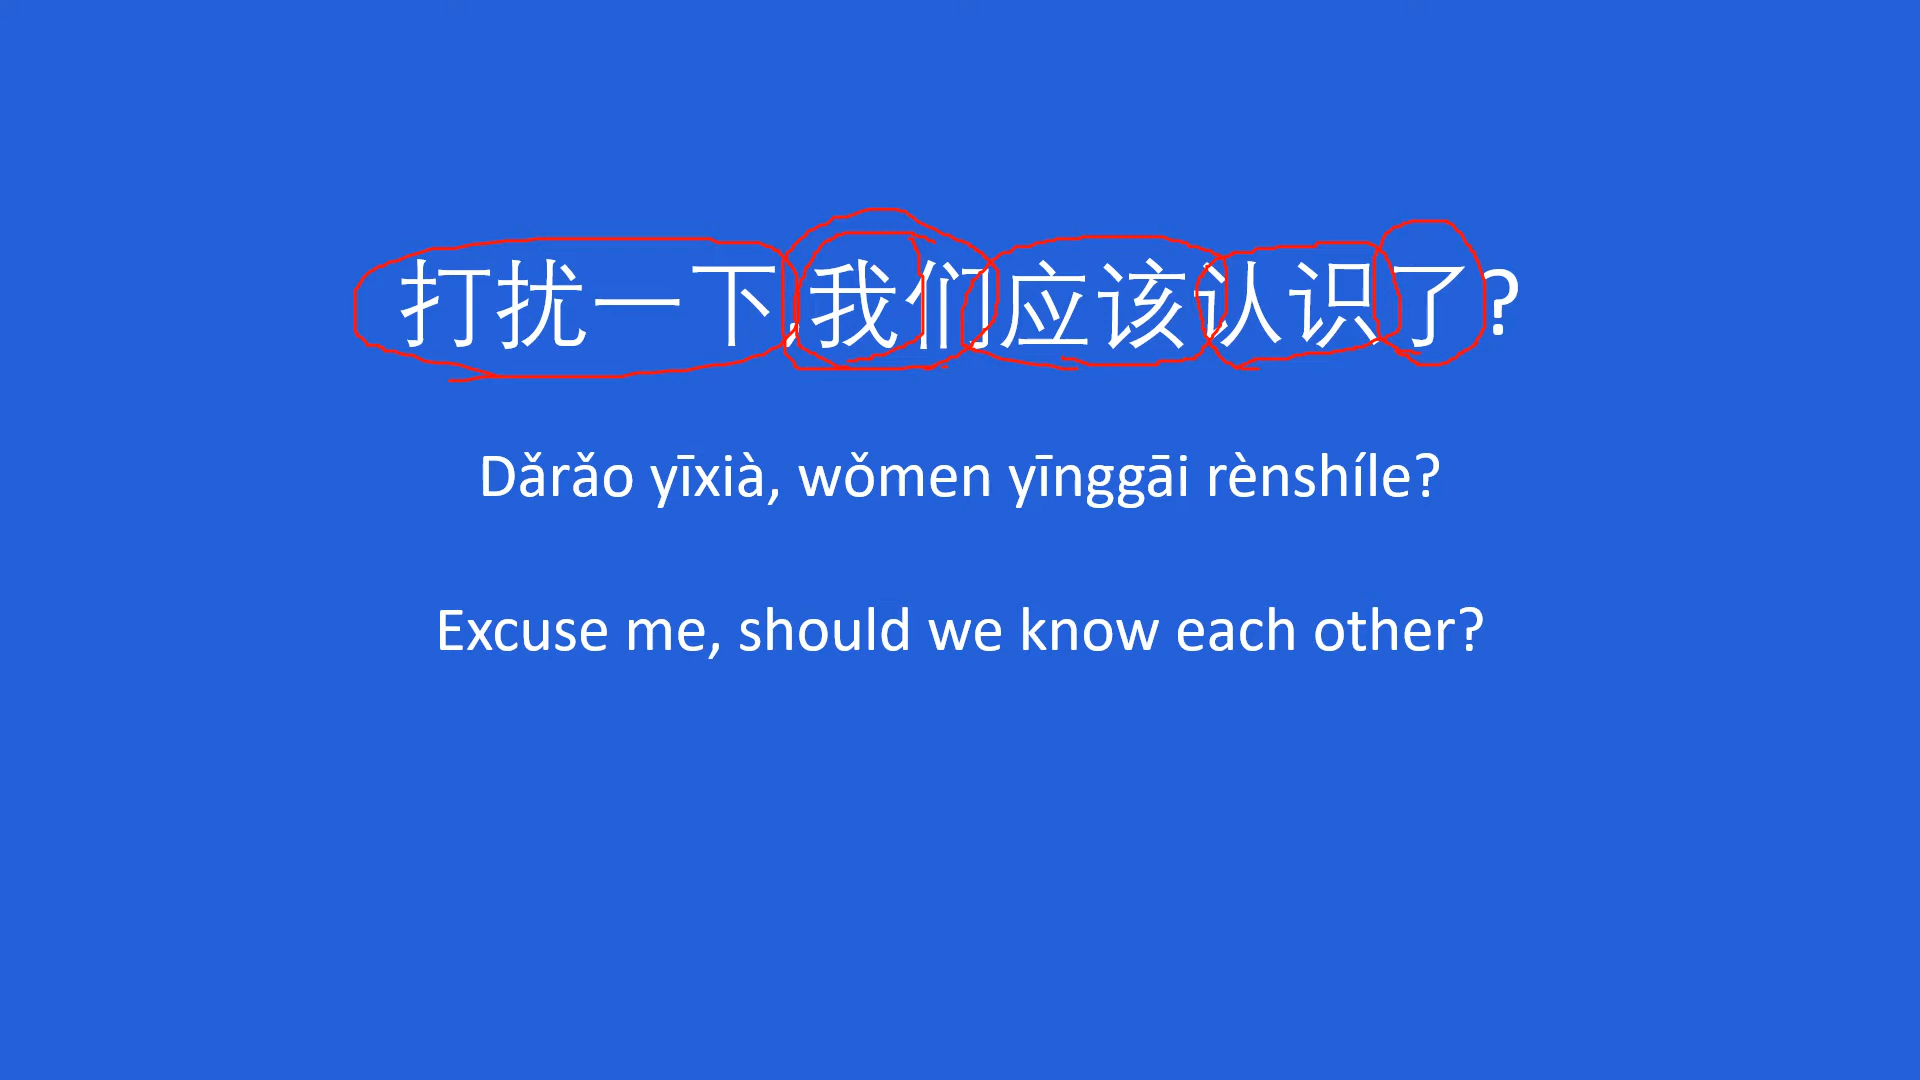 打扰一下,我们应该认识了?
Dǎrǎo yīxià, wǒmen yīnggāi rènshíle?
Excuse me, should we know each other?